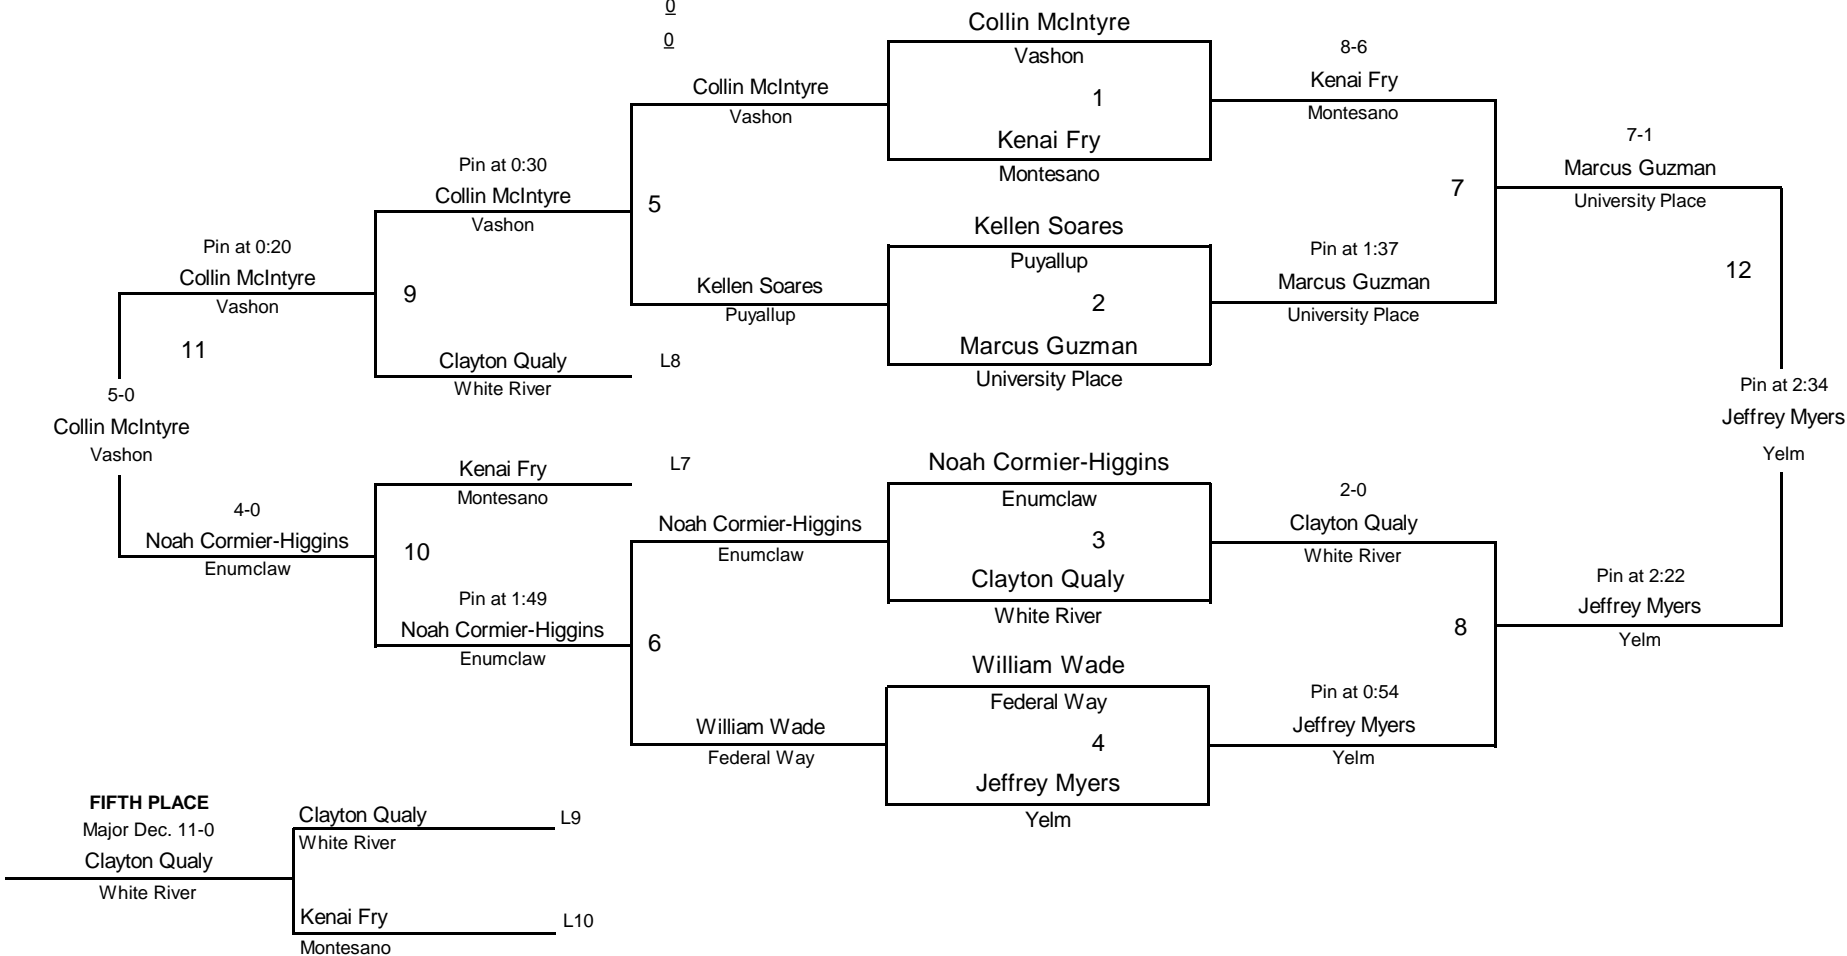 0
0
Collin McIntyre
Vashon
1
Kenai Fry
Montesano
8-6
Kenai Fry
Montesano
Collin McIntyre
Vashon
7-1
Marcus Guzman
University Place
Pin at 0:30
Collin McIntyre
Vashon
5
7
Kellen Soares
Puyallup
2
Marcus Guzman
University Place
Pin at 1:37
Marcus Guzman
University Place
Pin at 0:20
Collin McIntyre
Vashon
9
Kellen Soares
Puyallup
12
11
Clayton Qualy
White River
L8
5-0
Collin McIntyre
Vashon
Pin at 2:34
Jeffrey Myers
Yelm
Kenai Fry
Montesano
L7
Noah Cormier-Higgins
Enumclaw
3
Clayton Qualy
White River
2-0
Clayton Qualy
White River
4-0
Noah Cormier-Higgins
Enumclaw
10
Noah Cormier-Higgins
Enumclaw
Pin at 2:22
Jeffrey Myers
Yelm
Pin at 1:49
Noah Cormier-Higgins
Enumclaw
6
8
William Wade
Federal Way
4
Jeffrey Myers
Yelm
Pin at 0:54
Jeffrey Myers
Yelm
William Wade
Federal Way
FIFTH PLACE
Major Dec. 11-0
Clayton Qualy
White River
Clayton Qualy
White River
L9
Kenai Fry
Montesano
L10